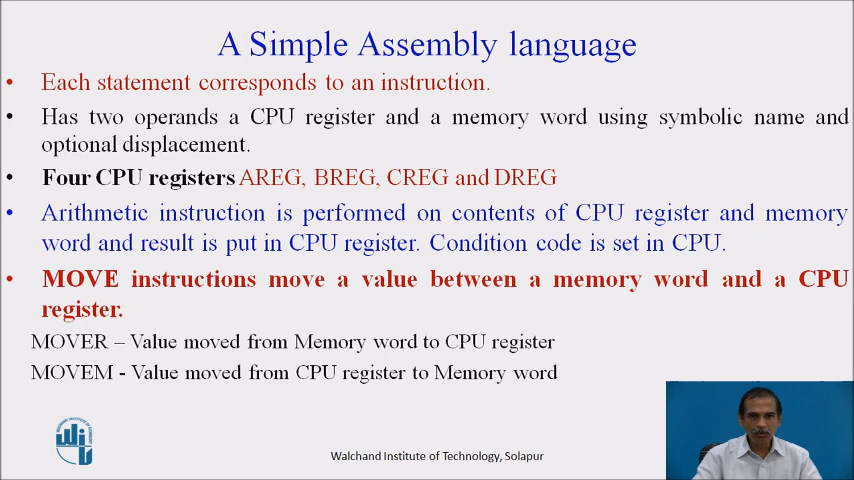 A Simple Assembly language
• Each statement corresponds to an instruction.
• Has two operands a CPU register and a memory word using symbolic name and
optional displacement.
• Four CPU registers AREG, BREG, CREG and DREG
• Arithmetic instruction is performed on contents of CPU register and memory
word and result is put in CPU register. Condition code is set in CPU.
• MOVE instructions move a value between a memory word and a CPU
register.
MOVER – Value moved from Memory word to CPU register
MOVEM - Value moved from CPU register to Memory word
Walchand Institute of Technology, Solapur